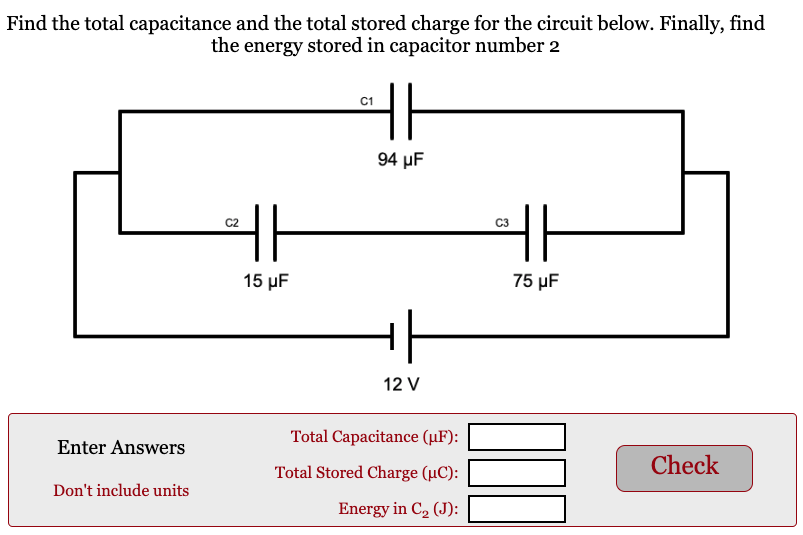 Find the total capacitance and the total stored charge for the circuit below. Finally, find
the energy stored in capacitor number 2
C1
94 µF
C2
C3
15 µF
75 µF
12 V
Enter Answers
Don't include units
Total Capacitance (µF):
Total Stored Charge (µC):
Energy in C₂ (J):
Check